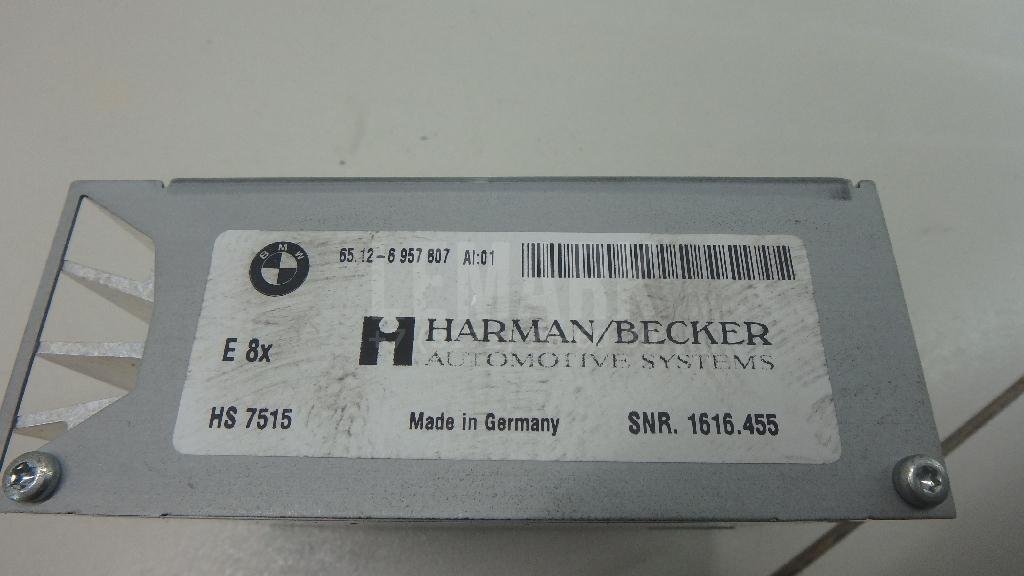 BMW
65.12-6 957 807 AI:01
HARMAN/BECKER
AUTOMOTIVE SYSTEMS
E 8x
HS 7515 Made in Germany SNR. 1616.455